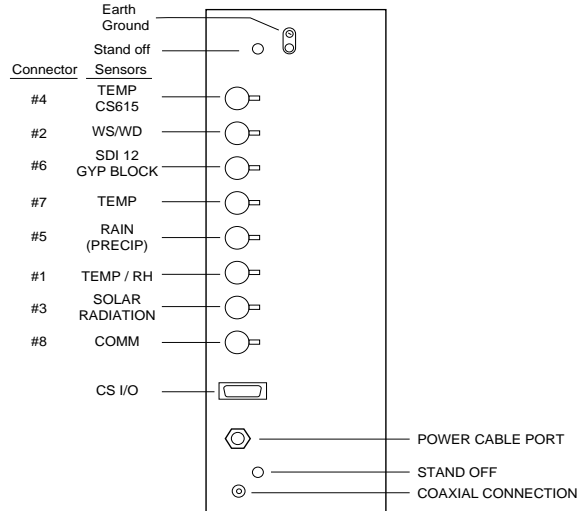 Earth
Ground
Stand off
Connector Sensors
#4 TEMP
CS615
#2 WS/WD
#6 SDI 12
GYP BLOCK
#7 TEMP
#5 RAIN
(PRECIP)
#1 TEMP / RH
#3 SOLAR
RADIATION
#8 COMM
CS I/O
POWER CABLE PORT
STAND OFF
COAXIAL CONNECTION